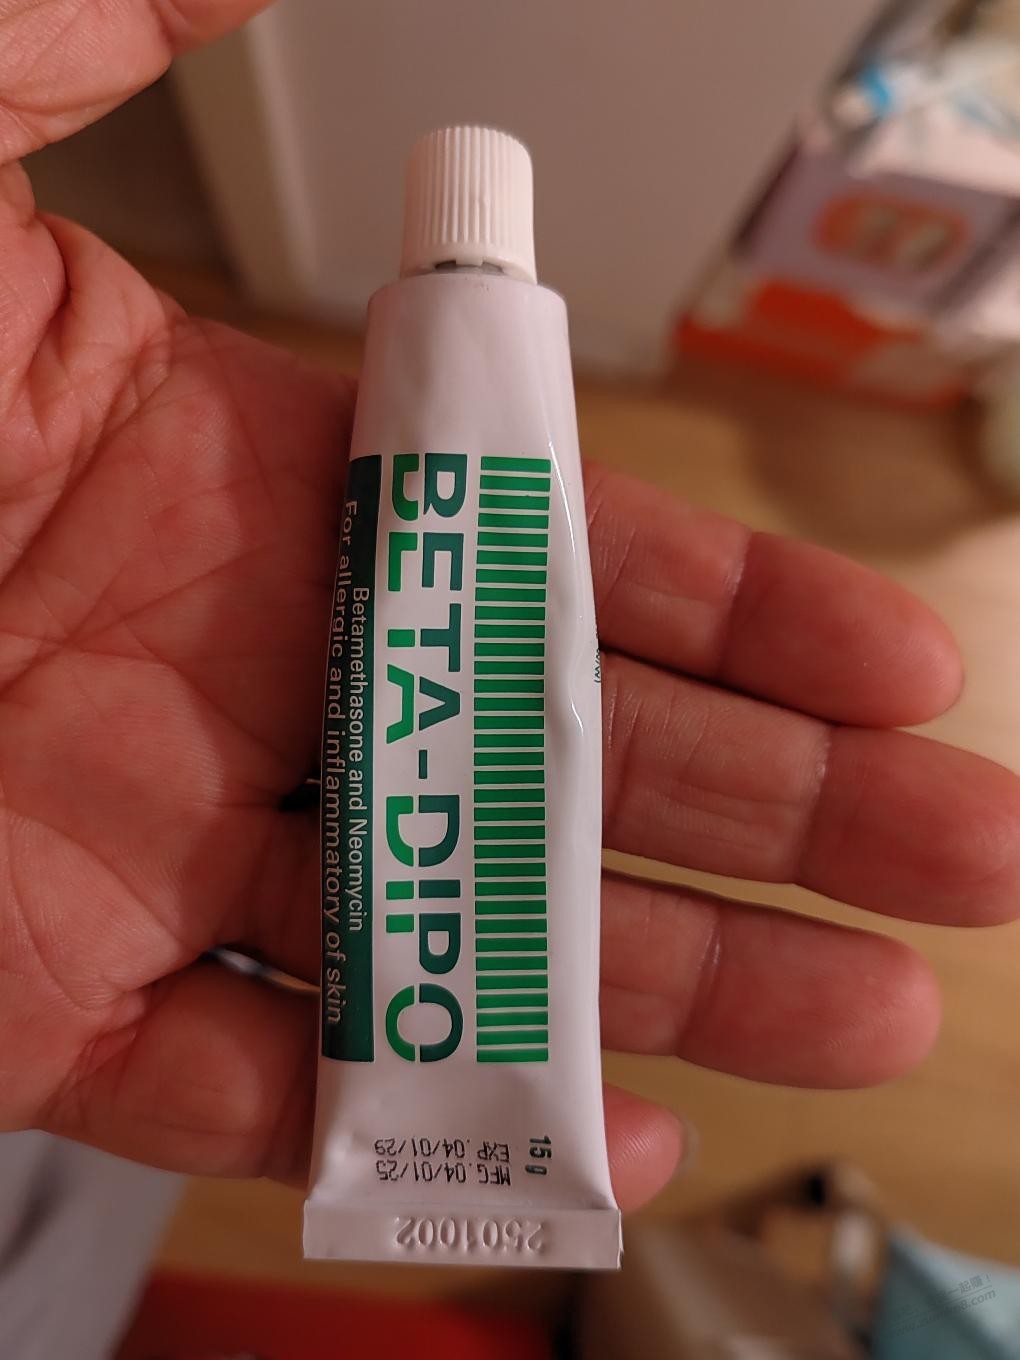 BETA-DIPO
Betamethasone and Neomycin
For allergic and inflammatory of skin
15 g
MFG.04/01/25
EXP.04/01/29
2501002